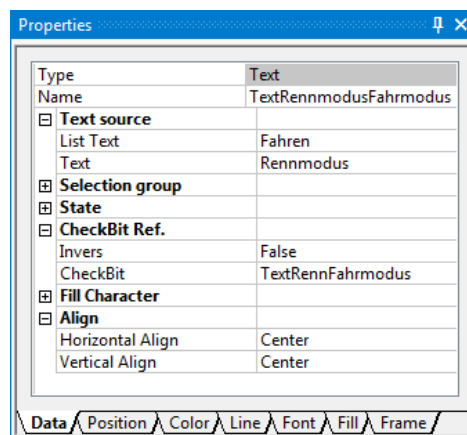 Properties
Type Text
Name TextRennmodusFahrmodus
Text source
List Text Fahren
Text Rennmodus
Selection group
State
CheckBit Ref.
Invers False
CheckBit TextRennFahrmodus
Fill Character
Align
Horizontal Align Center
Vertical Align Center
Data Position Color Line Font Fill Frame